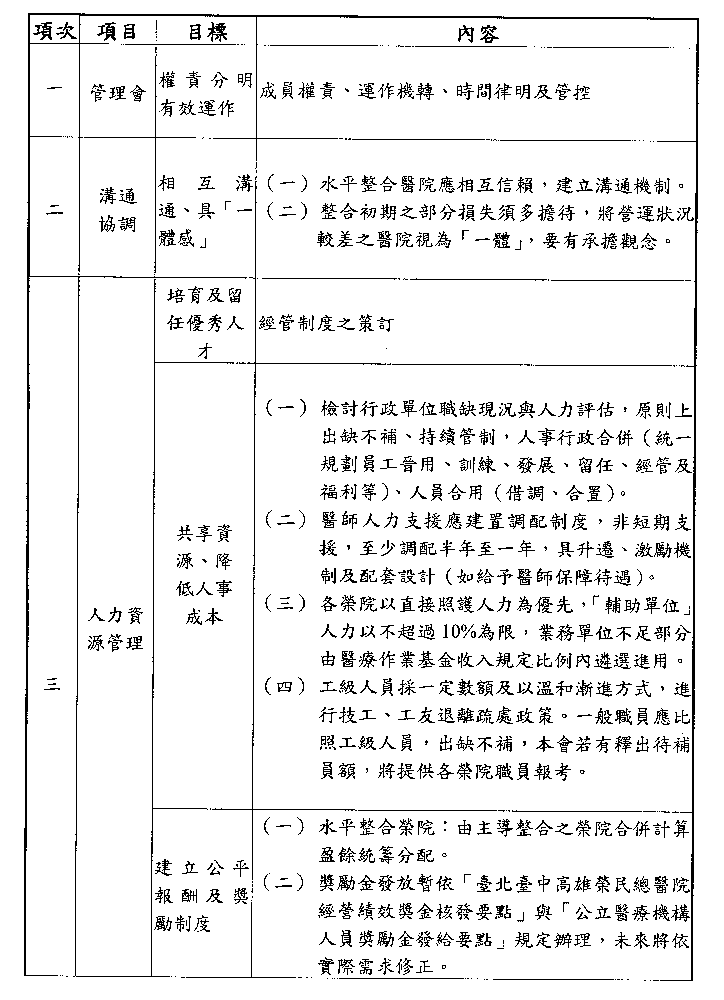 項次 項目 目標 內容
一
管理會
權責分明
有效運作
成員權責、運作機轉、時間律明及管控
二
溝通
協調
相互溝
通、具「一
體感」
（一）水平整合醫院應相互信賴，建立溝通機制。
（二）整合初期之部分損失須多擔待，將營運狀況
較差之醫院視為「一體」，要有承擔觀念。
三
人力資
源管理
培育及留
任優秀人
才
經管制度之策訂
共享資
源、降
低人事
成本
（一）檢討行政單位職缺現況與人力評估，原則上
出缺不補、持續管制，人事行政合併（統一
規劃員工晉用、訓練、發展、留任、經管及
福利等）、人員合用（借調、合置）。
（二）醫師人力支援應建置調配制度，非短期支
援，至少調配半年至一年，具升遷、激勵機
制及配套設計（如給予醫師保障待遇）。
（三）各榮院以直接照護人力為優先，「輔助單位」
人力以不超過10%為限，業務單位不足部分
由醫療作業基金收入規定比例內遴選進用。
（四）工級人員採一定數額及以溫和漸進方式，進
行技工、工友退離疏處政策。一般職員應比
照工級人員，出缺不補，本會若有釋出待補
員額，將提供各榮院職員報考。
建立公平
報酬及獎
勵制度
（一）水平整合榮院：由主導整合之榮院合併計算
盈餘統籌分配。
（二）獎勵金發放暫依「臺北臺中高雄榮民總醫院
經營績效獎金核發要點」與「公立醫療機構
人員獎勵金發給要點」規定辦理，未來將依
實際需求修正。